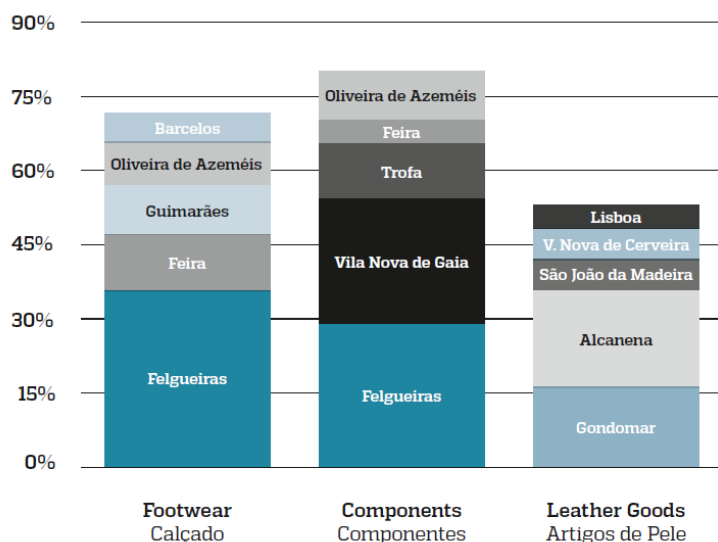 90%
75%
60%
45%
30%
15%
0%
Barcelos
Oliveira de Azeméis
Guimarães
Feira
Felgueiras
Oliveira de Azeméis
Feira
Trofa
Vila Nova de Gaia
Felgueiras
Lisboa
V. Nova de Cerveira
São João da Madeira
Alcanena
Gondomar
Footwear
Calçado
Components
Componentes
Leather Goods
Artigos de Pele